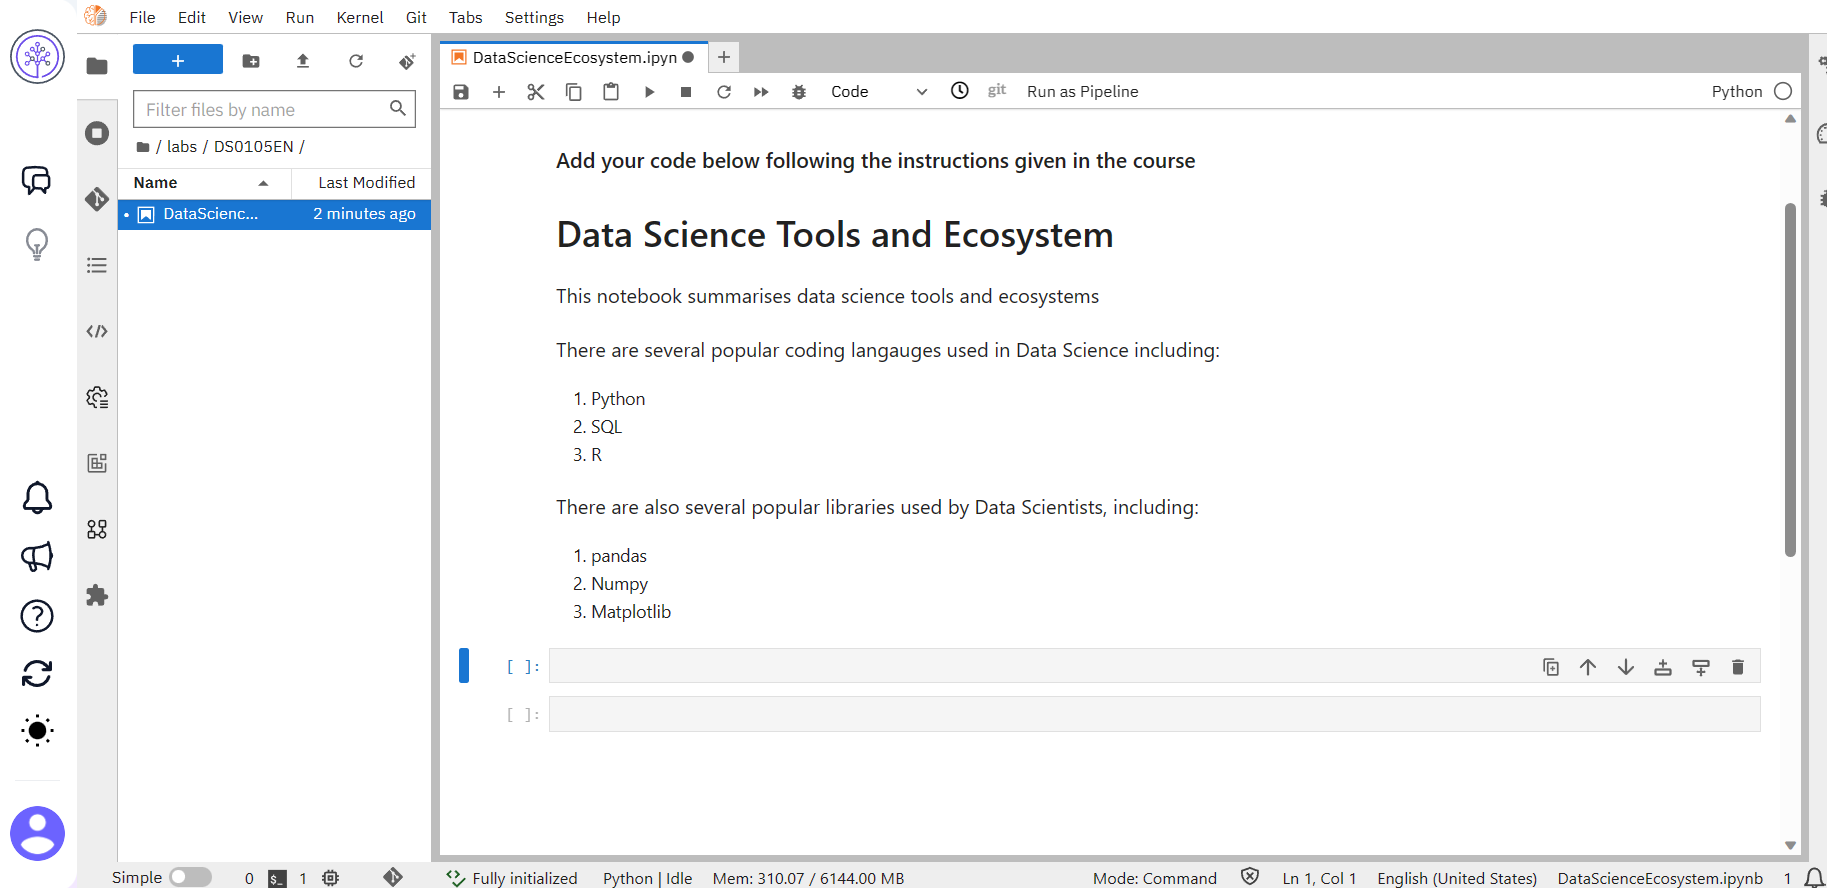 File Edit View Run Kernel Git Tabs Settings Help
+
Filter files by name
/ labs / DS0105EN /
Name Last Modified
DataScienc... 2 minutes ago
DataScienceEcosystem.ipyn
Code git Run as Pipeline Python
Add your code below following the instructions given in the course
Data Science Tools and Ecosystem
This notebook summarises data science tools and ecosystems
There are several popular coding langauges used in Data Science including:
1. Python
2. SQL
3. R
There are also several popular libraries used by Data Scientists, including:
1. pandas
2. Numpy
3. Matplotlib
[ ]:
[ ]:
Simple 0 $_ 1 Fully initialized Python | Idle Mem: 310.07 / 6144.00 MB Mode: Command Ln 1, Col 1 English (United States) DataScienceEcosystem.ipynb 1